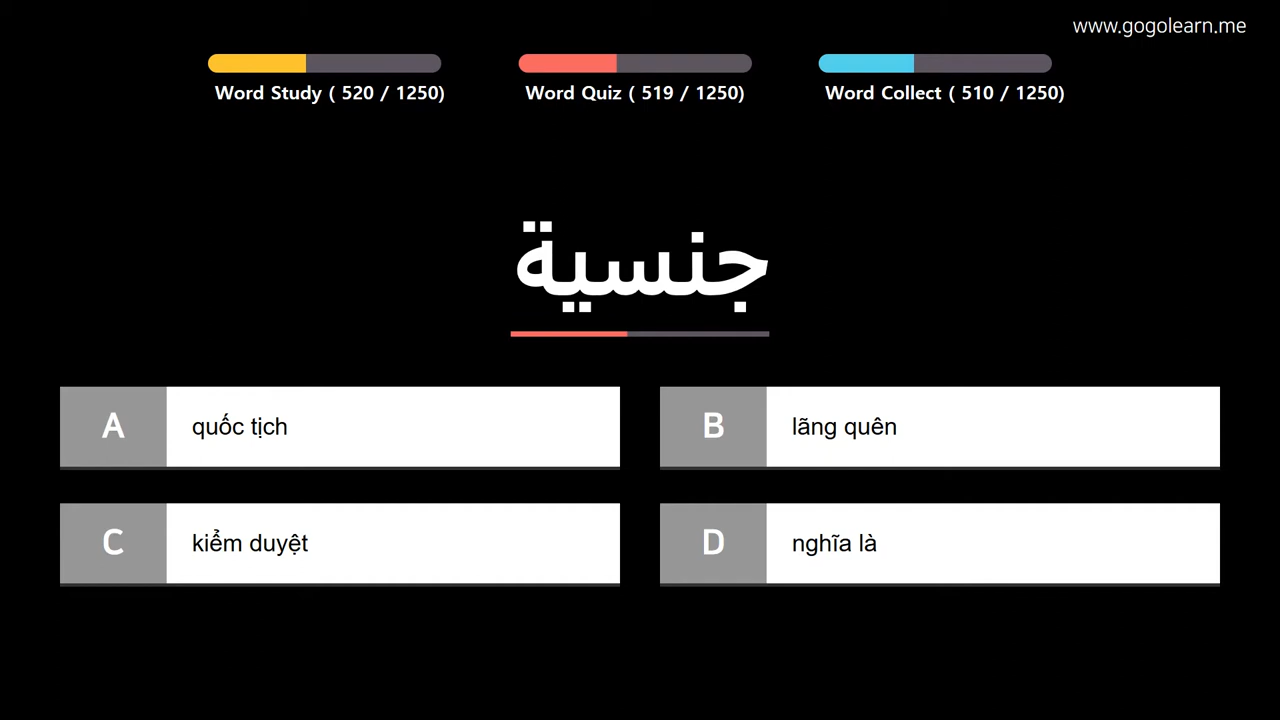 www.gogolearn.me
Word Study ( 520 / 1250)
Word Quiz ( 519 / 1250)
Word Collect ( 510 / 1250)
جنسية
A quốc tịch
B lãng quên
C kiểm duyệt
D nghĩa là